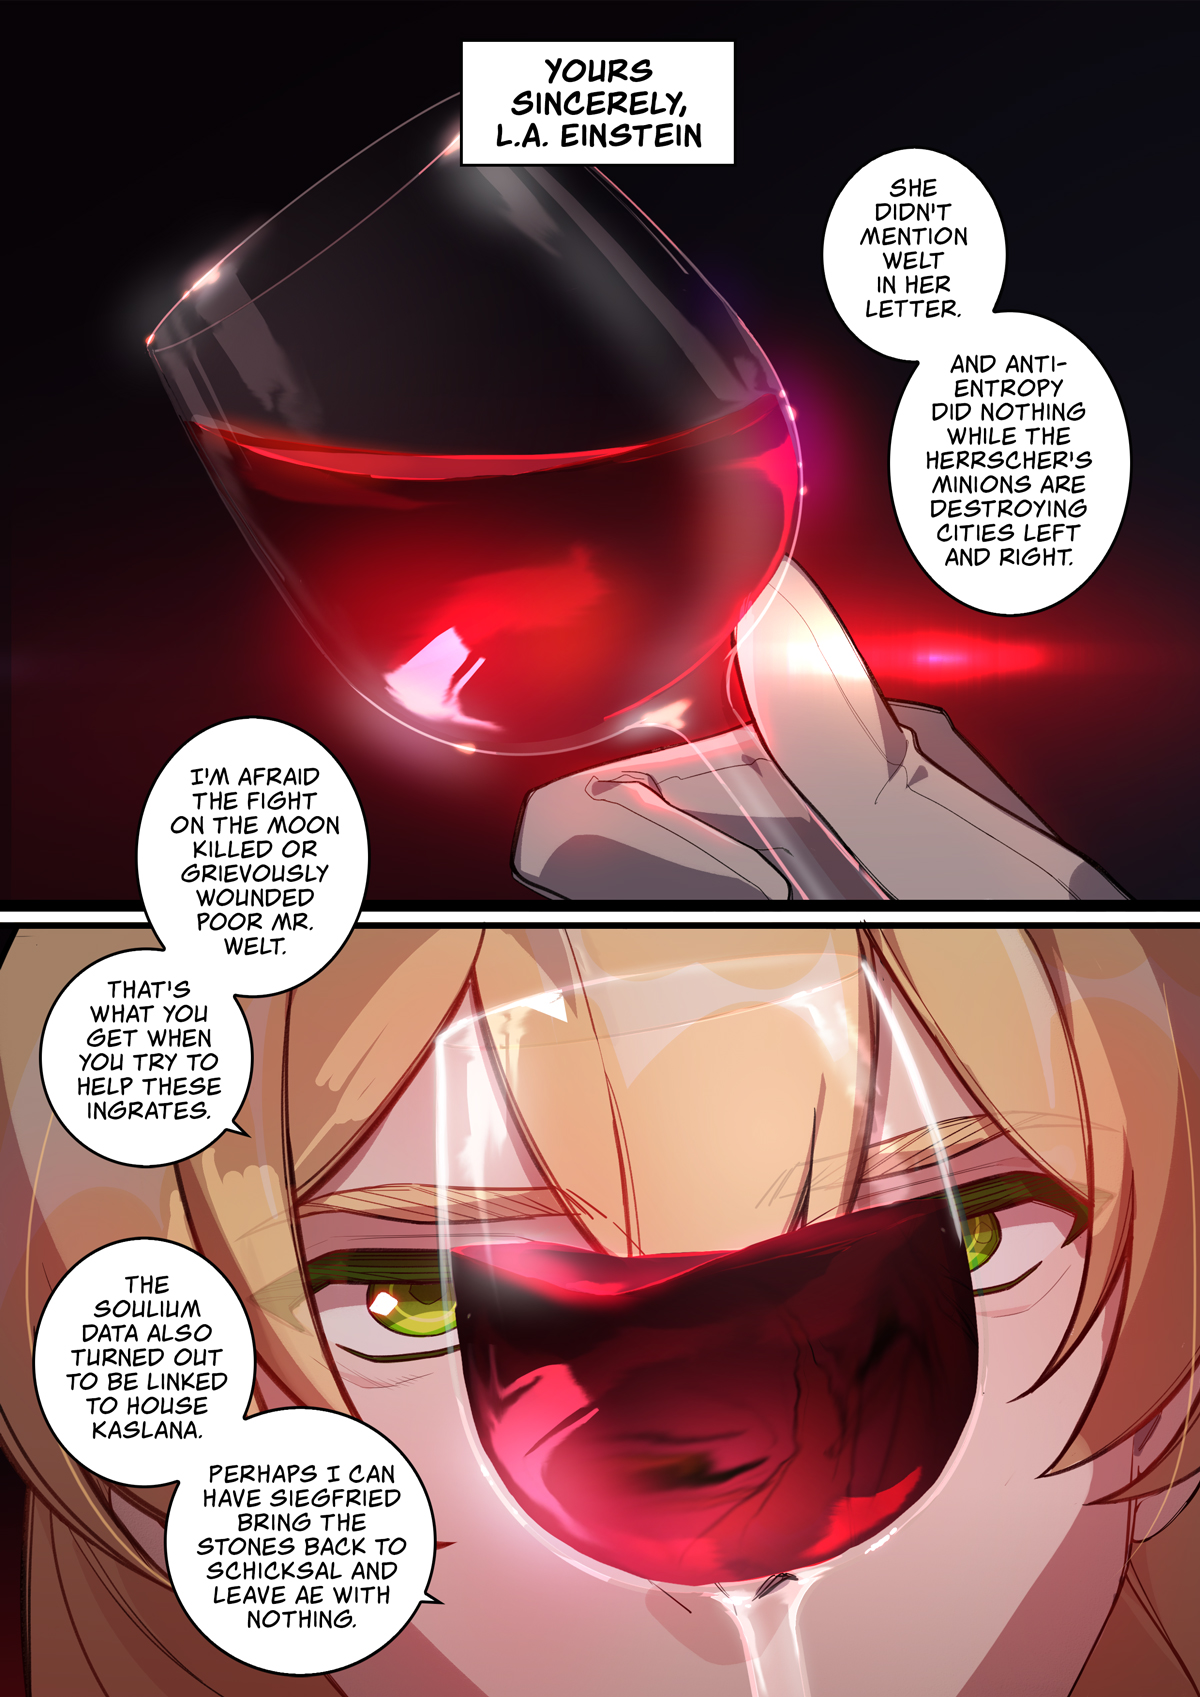 YOURS
SINCERELY,
L.A. EINSTEIN
SHE
DIDN'T
MENTION
WELT
IN HER
LETTER.
AND ANTI-
ENTROPY
DID NOTHING
WHILE THE
HERRSCHER'S
MINIONS ARE
DESTROYING
CITIES LEFT
AND RIGHT.
I'M AFRAID
THE FIGHT
ON THE MOON
KILLED OR
GRIEVOUSLY
WOUNDED
POOR MR.
WELT.
THAT'S
WHAT YOU
GET WHEN
YOU TRY TO
HELP THESE
INGRATES.
THE
SOULIUM
DATA ALSO
TURNED OUT
TO BE LINKED
TO HOUSE
KASLANA.
PERHAPS I CAN
HAVE SIEGFRIED
BRING THE
STONES BACK TO
SCHICKSAL AND
LEAVE AE WITH
NOTHING.